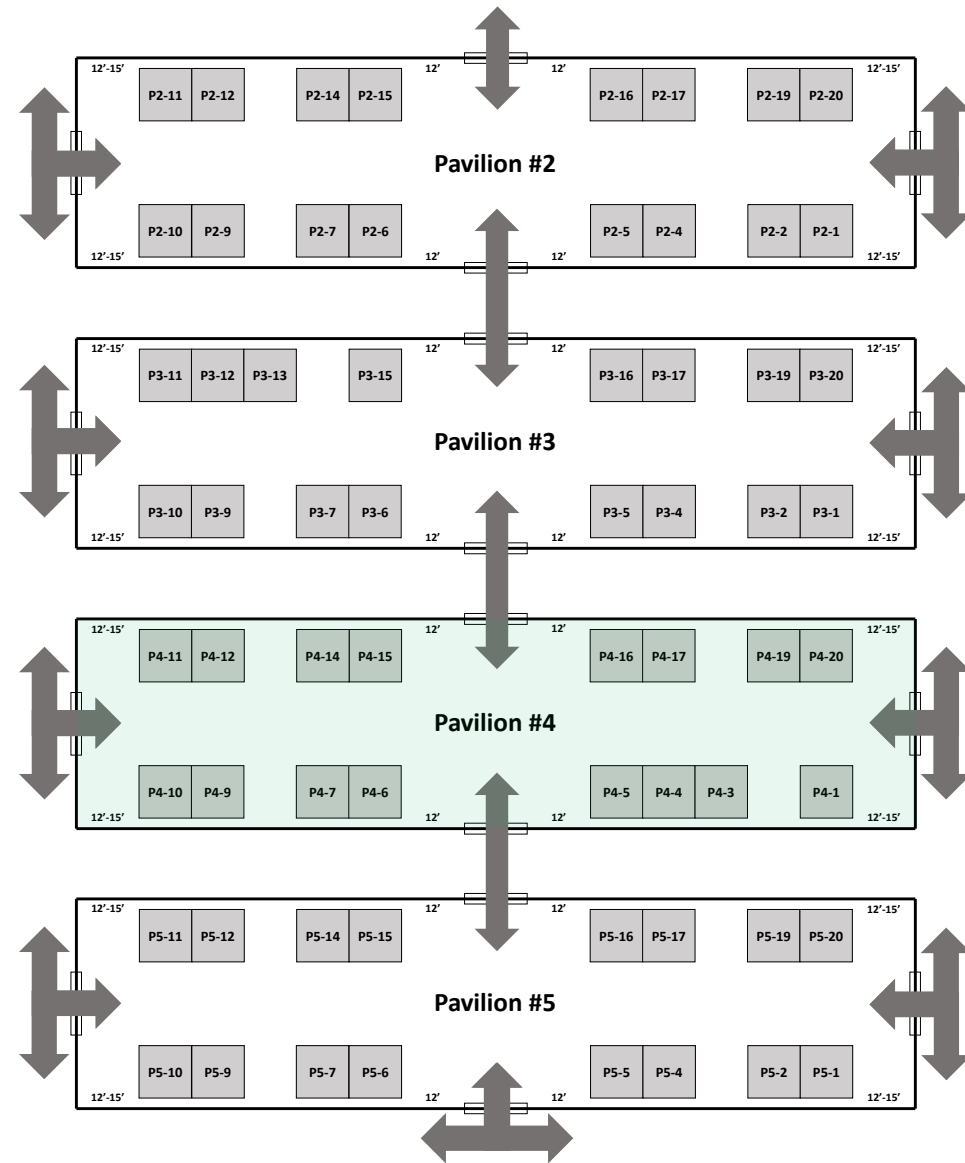 12'-15' 12' 12' 12'-15'
P2-11 P2-12 P2-14 P2-15 P2-16 P2-17 P2-19 P2-20
Pavilion #2
P2-10 P2-9 P2-7 P2-6 P2-5 P2-4 P2-2 P2-1
12'-15' 12' 12' 12'-15'
12'-15' 12' 12' 12'-15'
P3-11 P3-12 P3-13 P3-15 P3-16 P3-17 P3-19 P3-20
Pavilion #3
P3-10 P3-9 P3-7 P3-6 P3-5 P3-4 P3-2 P3-1
12'-15' 12' 12' 12'-15'
12'-15' 12' 12' 12'-15'
P4-11 P4-12 P4-14 P4-15 P4-16 P4-17 P4-19 P4-20
Pavilion #4
P4-10 P4-9 P4-7 P4-6 P4-5 P4-4 P4-3 P4-1
12'-15' 12' 12' 12'-15'
12'-15' 12' 12' 12'-15'
P5-11 P5-12 P5-14 P5-15 P5-16 P5-17 P5-19 P5-20
Pavilion #5
P5-10 P5-9 P5-7 P5-6 P5-5 P5-4 P5-2 P5-1
12'-15' 12' 12' 12'-15'